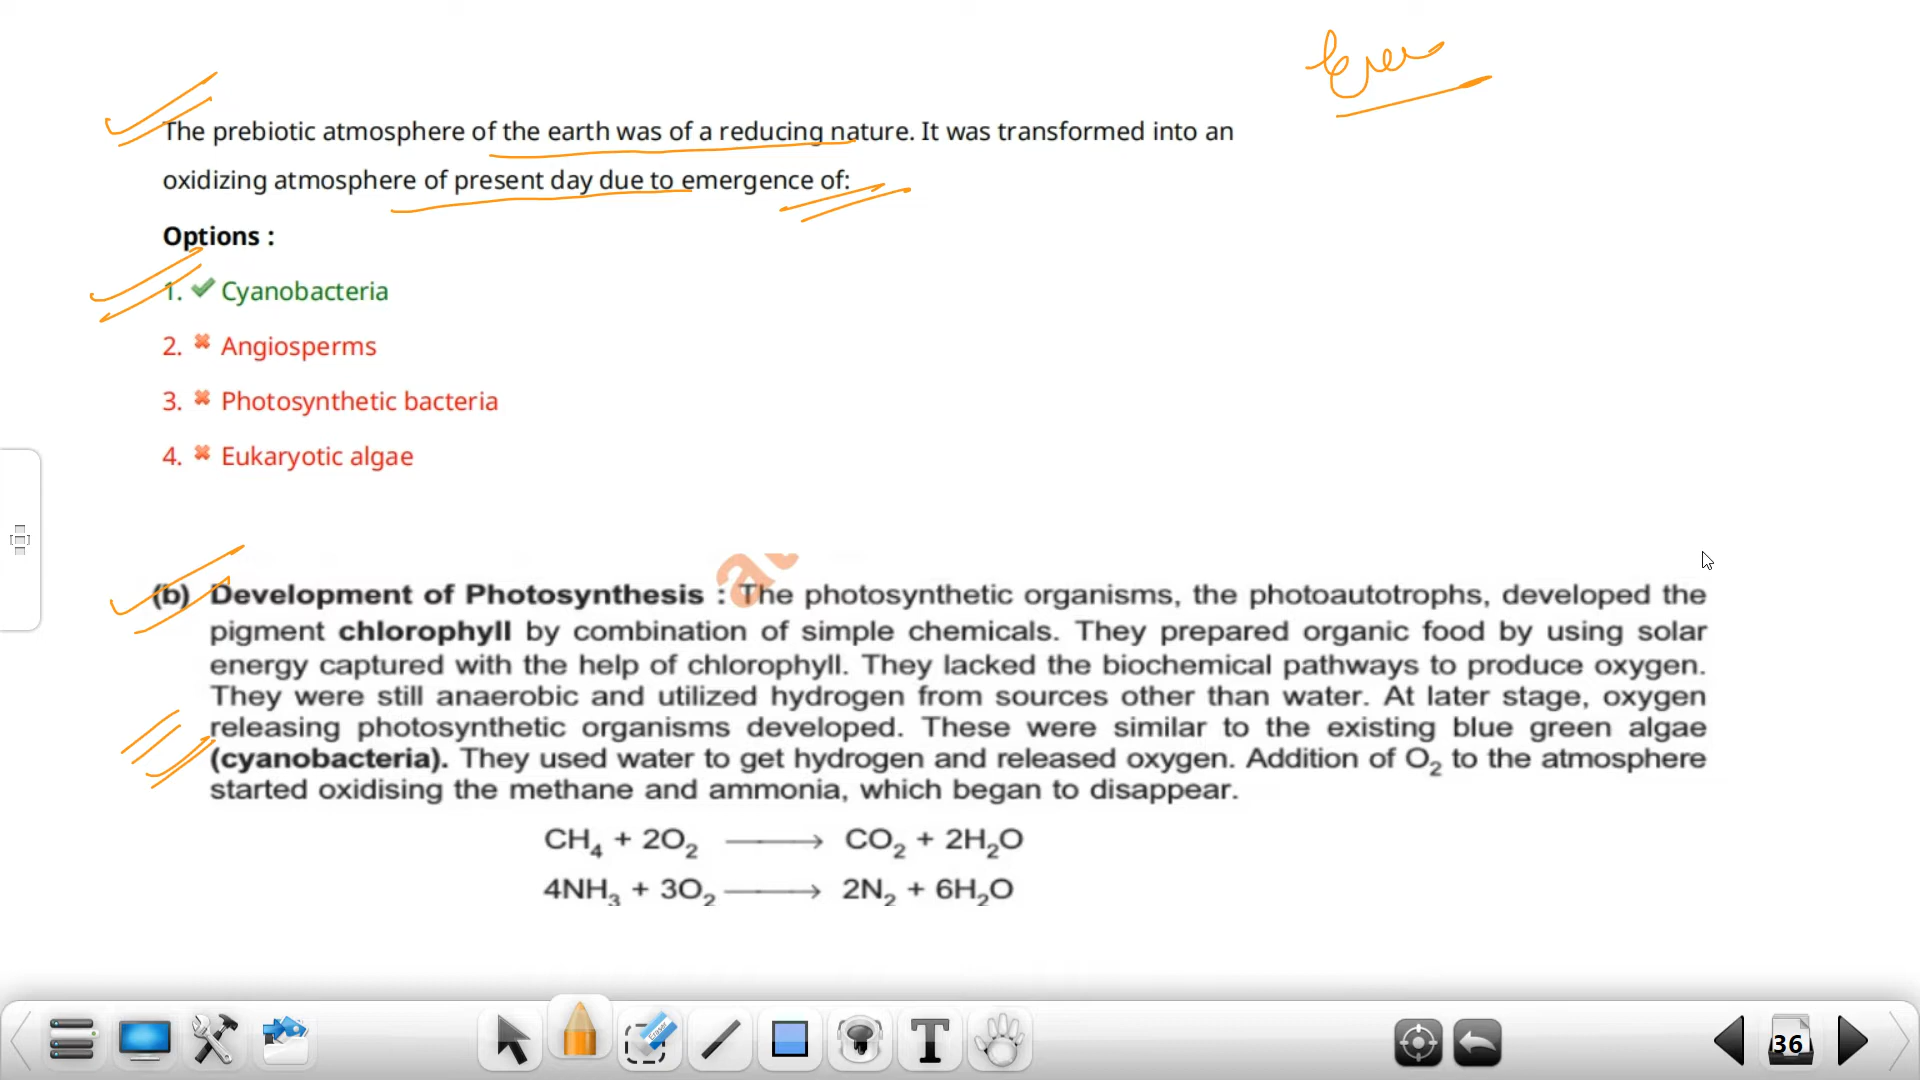 The prebiotic atmosphere of the earth was of a reducing nature. It was transformed into an
oxidizing atmosphere of present day due to emergence of:
Options :
1. Cyanobacteria
2. Angiosperms
3. Photosynthetic bacteria
4. Eukaryotic algae
(b) Development of Photosynthesis : The photosynthetic organisms, the photoautotrophs, developed the
pigment chlorophyll by combination of simple chemicals. They prepared organic food by using solar
energy captured with the help of chlorophyll. They lacked the biochemical pathways to produce oxygen.
They were still anaerobic and utilized hydrogen from sources other than water. At later stage, oxygen
releasing photosynthetic organisms developed. These were similar to the existing blue green algae
(cyanobacteria). They used water to get hydrogen and released oxygen. Addition of O₂ to the atmosphere
started oxidising the methane and ammonia, which began to disappear.
CH₄ + 2O₂ ⟶ CO₂ + 2H₂O
4NH₃ + 3O₂ ⟶ 2N₂ + 6H₂O
Eraser
T
36